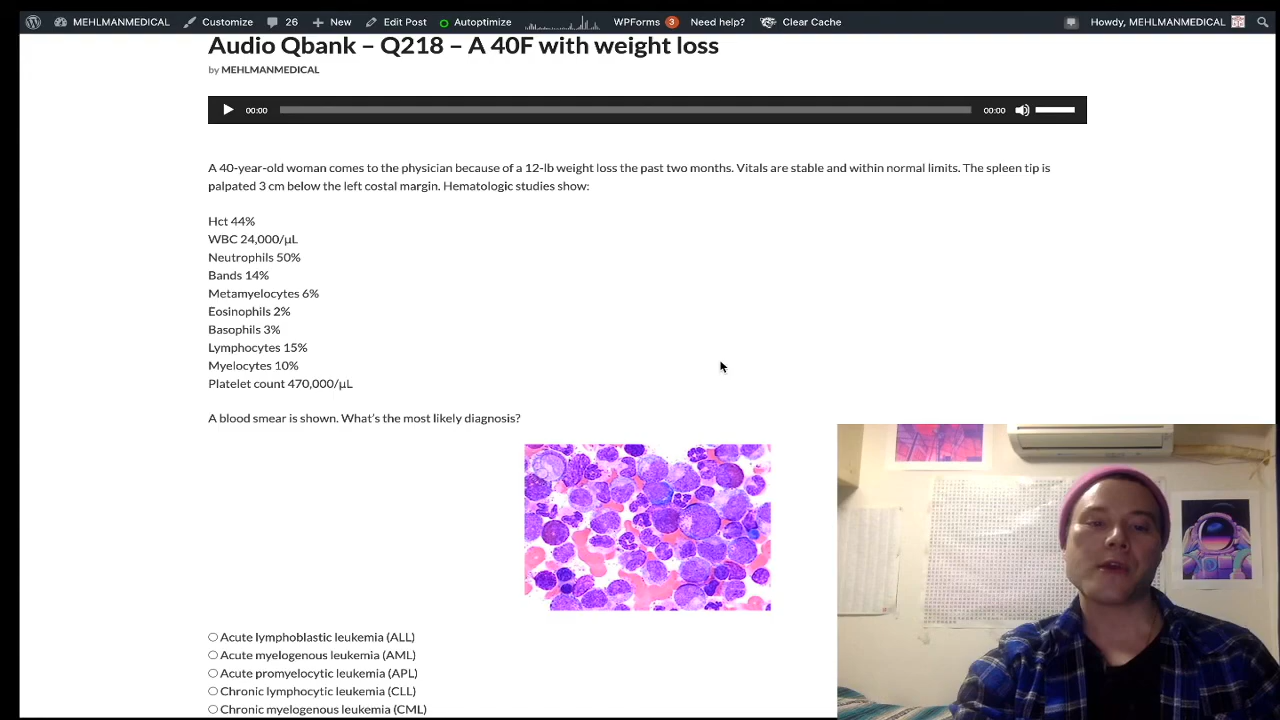 MEHLMANMEDICAL Customize 26 New Edit Post Autoptimize WPForms 3 Need help? Clear Cache Howdy, MEHLMANMEDICAL
Audio Qbank – Q218 – A 40F with weight loss
by MEHLMANMEDICAL
00:00 00:00
A 40-year-old woman comes to the physician because of a 12-lb weight loss the past two months. Vitals are stable and within normal limits. The spleen tip is
palpated 3 cm below the left costal margin. Hematologic studies show:
Hct 44%
WBC 24,000/μL
Neutrophils 50%
Bands 14%
Metamyelocytes 6%
Eosinophils 2%
Basophils 3%
Lymphocytes 15%
Myelocytes 10%
Platelet count 470,000/μL
A blood smear is shown. What's the most likely diagnosis?
Acute lymphoblastic leukemia (ALL)
Acute myelogenous leukemia (AML)
Acute promyelocytic leukemia (APL)
Chronic lymphocytic leukemia (CLL)
Chronic myelogenous leukemia (CML)